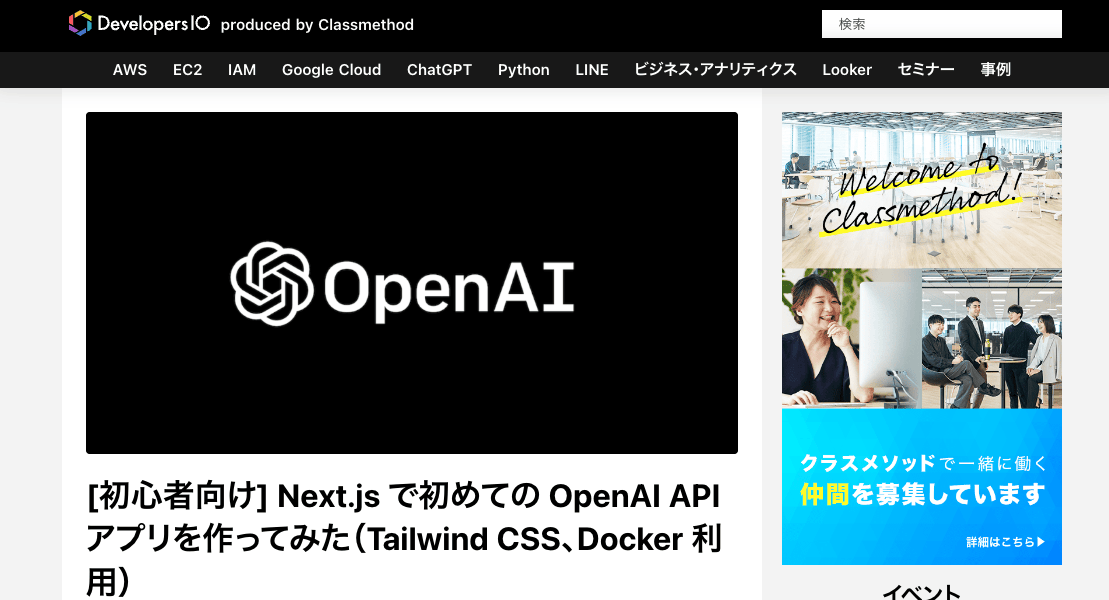 DevelopersIO produced by Classmethod
検索
AWS EC2 IAM Google Cloud ChatGPT Python LINE ビジネス・アナリティクス Looker セミナー 事例
OpenAI
[初心者向け] Next.js で初めての OpenAI API
アプリを作ってみた（Tailwind CSS、Docker 利
用）
Welcome to
Classmethod!
クラスメソッドで一緒に働く
仲間を募集しています
詳細はこちら▶
イベント